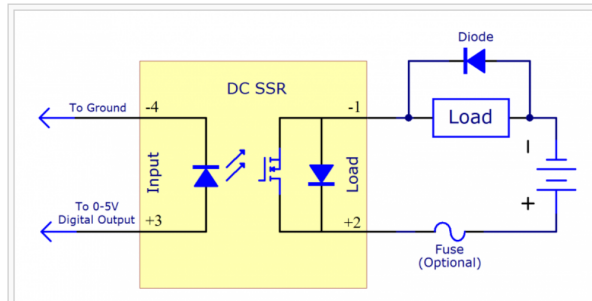 Diode
DC SSR
To Ground
-4
-1
Load
Input
Load
To 0-5V
Digital Output
+3
+2
Fuse
(Optional)
-
+